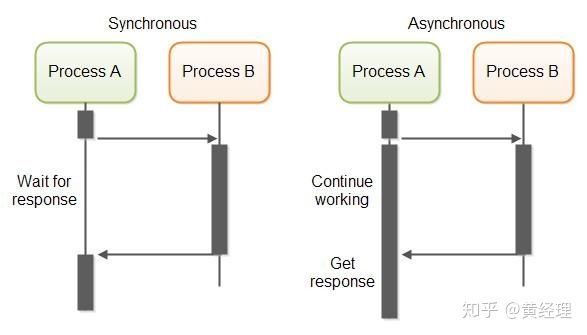 Synchronous
Process A
Process B
Wait for
response
Asynchronous
Process A
Process B
Continue
working
Get
response
知乎 @黄经理